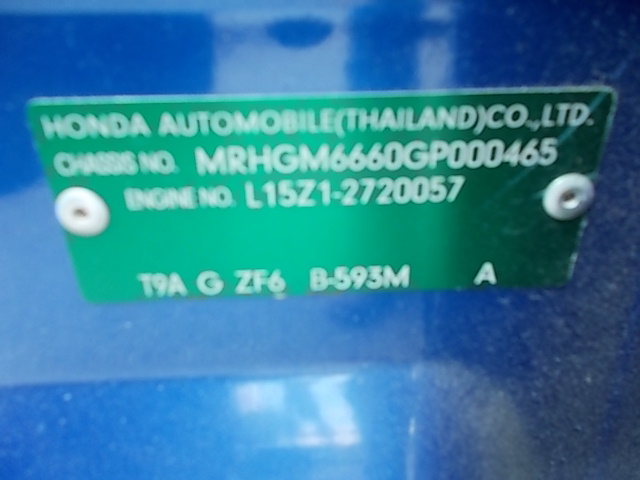 HONDA AUTOMOBILE(THAILAND)CO.,LTD.
CHASSIS NO. MRHGM6660GP000465
ENGINE NO. L15Z1-2720057
T9A G ZF6 B-593M A